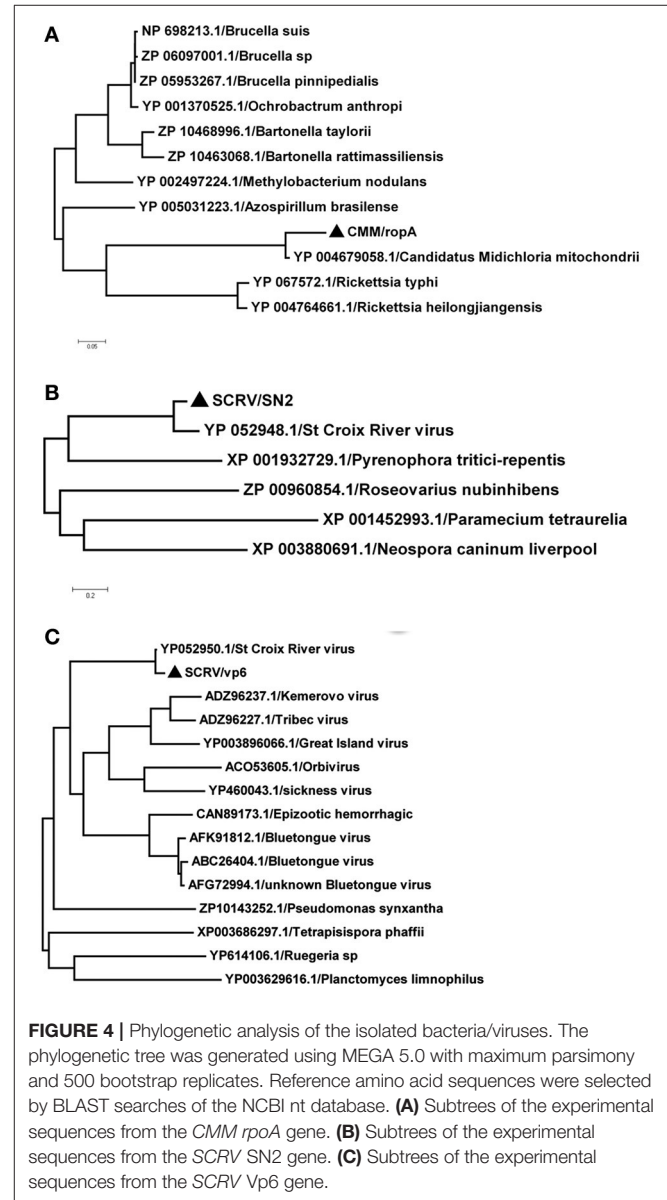 A
NP 698213.1/Brucella suis
ZP 06097001.1/Brucella sp
ZP 05953267.1/Brucella pinnipedialis
YP 001370525.1/Ochrobactrum anthropi
ZP 10468996.1/Bartonella taylorii
ZP 10463068.1/Bartonella rattimassiliensis
YP 002497224.1/Methylobacterium nodulans
YP 005031223.1/Azospirillum brasilense
CMM/ropA
YP 004679058.1/Candidatus Midichloria mitochondrii
YP 067572.1/Rickettsia typhi
YP 004764661.1/Rickettsia heilongjiangensis
0.05
B
SCRV/SN2
YP 052948.1/St Croix River virus
XP 001932729.1/Pyrenophora tritici-repentis
ZP 00960854.1/Roseovarius nubinhibens
XP 001452993.1/Paramecium tetraurelia
XP 003880691.1/Neospora caninum liverpool
0.2
C
YP052950.1/St Croix River virus
SCRV/vp6
ADZ96237.1/Kemerovo virus
ADZ96227.1/Tribec virus
YP003896066.1/Great Island virus
ACO53605.1/Orbivirus
YP460043.1/sickness virus
CAN89173.1/Epizootic hemorrhagic
AFK91812.1/Bluetongue virus
ABC26404.1/Bluetongue virus
AFG72994.1/unknown Bluetongue virus
ZP10143252.1/Pseudomonas synxantha
XP003686297.1/Tetrapisispora phaffii
YP614106.1/Ruegeria sp
YP003629616.1/Planctomyces limnophilus
FIGURE 4 | Phylogenetic analysis of the isolated bacteria/viruses. The
phylogenetic tree was generated using MEGA 5.0 with maximum parsimony
and 500 bootstrap replicates. Reference amino acid sequences were selected
by BLAST searches of the NCBI nt database. (A) Subtrees of the experimental
sequences from the CMM rpoA gene. (B) Subtrees of the experimental
sequences from the SCRV SN2 gene. (C) Subtrees of the experimental
sequences from the SCRV Vp6 gene.